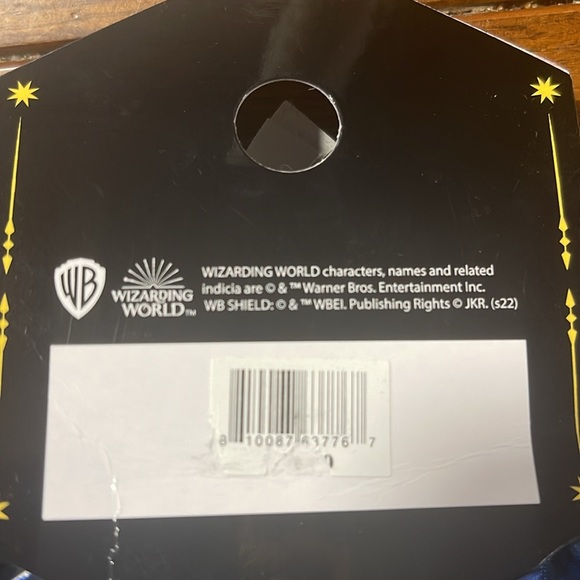 WB
WIZARDING
WORLD™
WIZARDING WORLD characters, names and related
indicia are © & ™ Warner Bros. Entertainment Inc.
WB SHIELD: © & ™ WBEI. Publishing Rights © JKR. (s22)
8 10087 63776 7